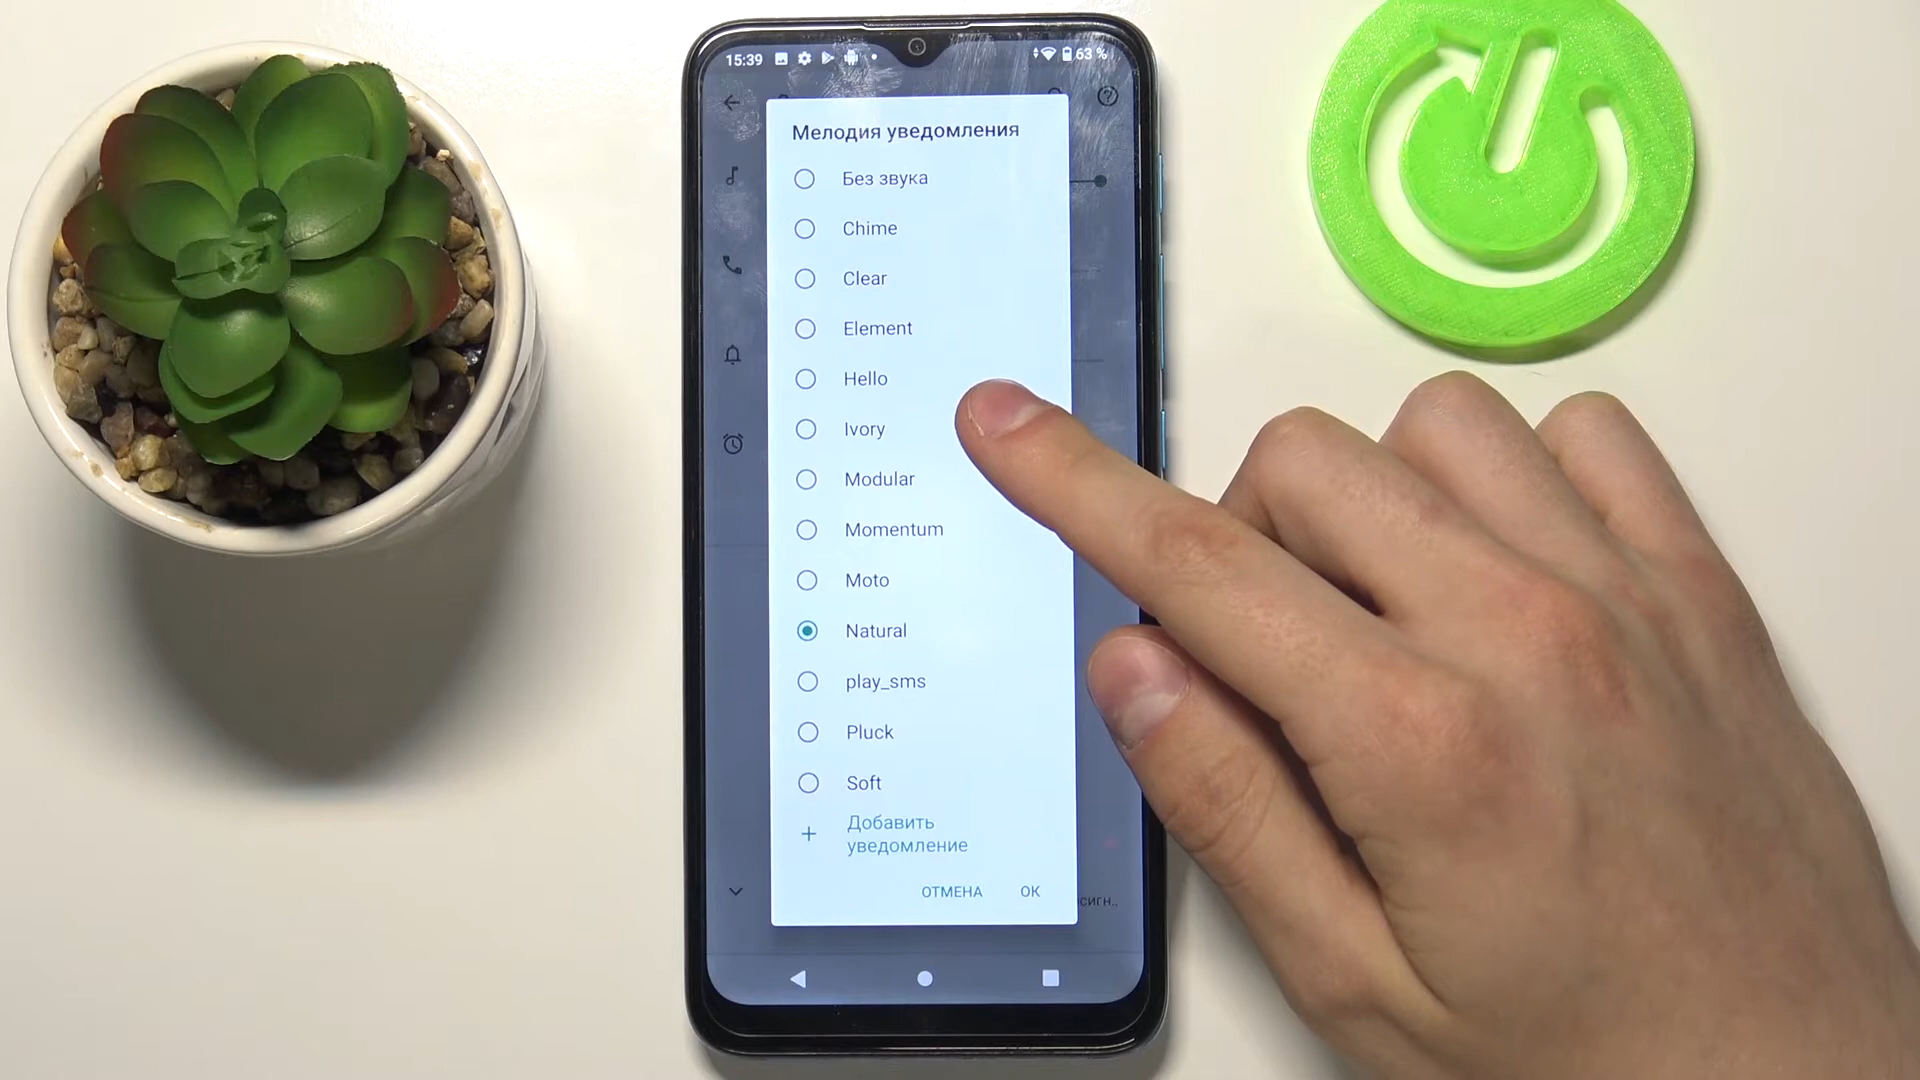 15:39
63 %
Мелодия уведомления
Без звука
Chime
Clear
Element
Hello
Ivory
Modular
Momentum
Moto
Natural
play_sms
Pluck
Soft
Добавить
уведомление
ОТМЕНА OK